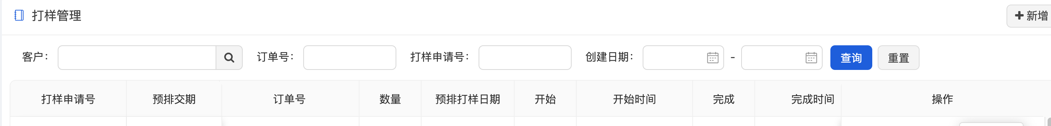 打样管理 新增
客户： 订单号： 打样申请号： 创建日期： - 查询 重置
打样申请号 预排交期 订单号 数量 预排打样日期 开始 开始时间 完成 完成时间 操作